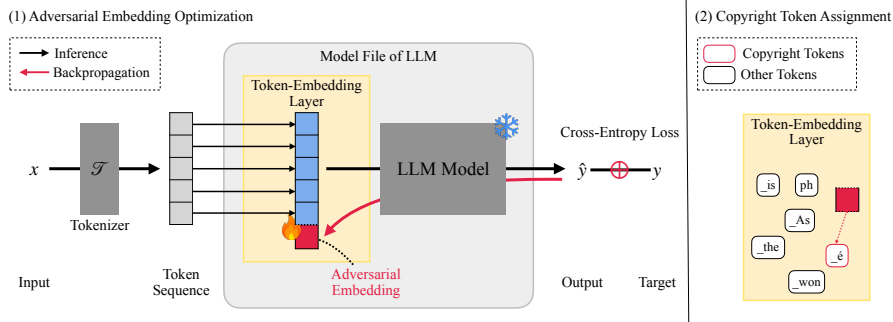 (1) Adversarial Embedding Optimization
Inference
Backpropagation
Model File of LLM
Token-Embedding
Layer
x
𝒯
Tokenizer
LLM Model
Cross-Entropy Loss
ŷ
y
Adversarial
Embedding
Input
Token
Sequence
Output
Target
(2) Copyright Token Assignment
Copyright Tokens
Other Tokens
Token-Embedding
Layer
_is
ph
_As
_the
_é
_won